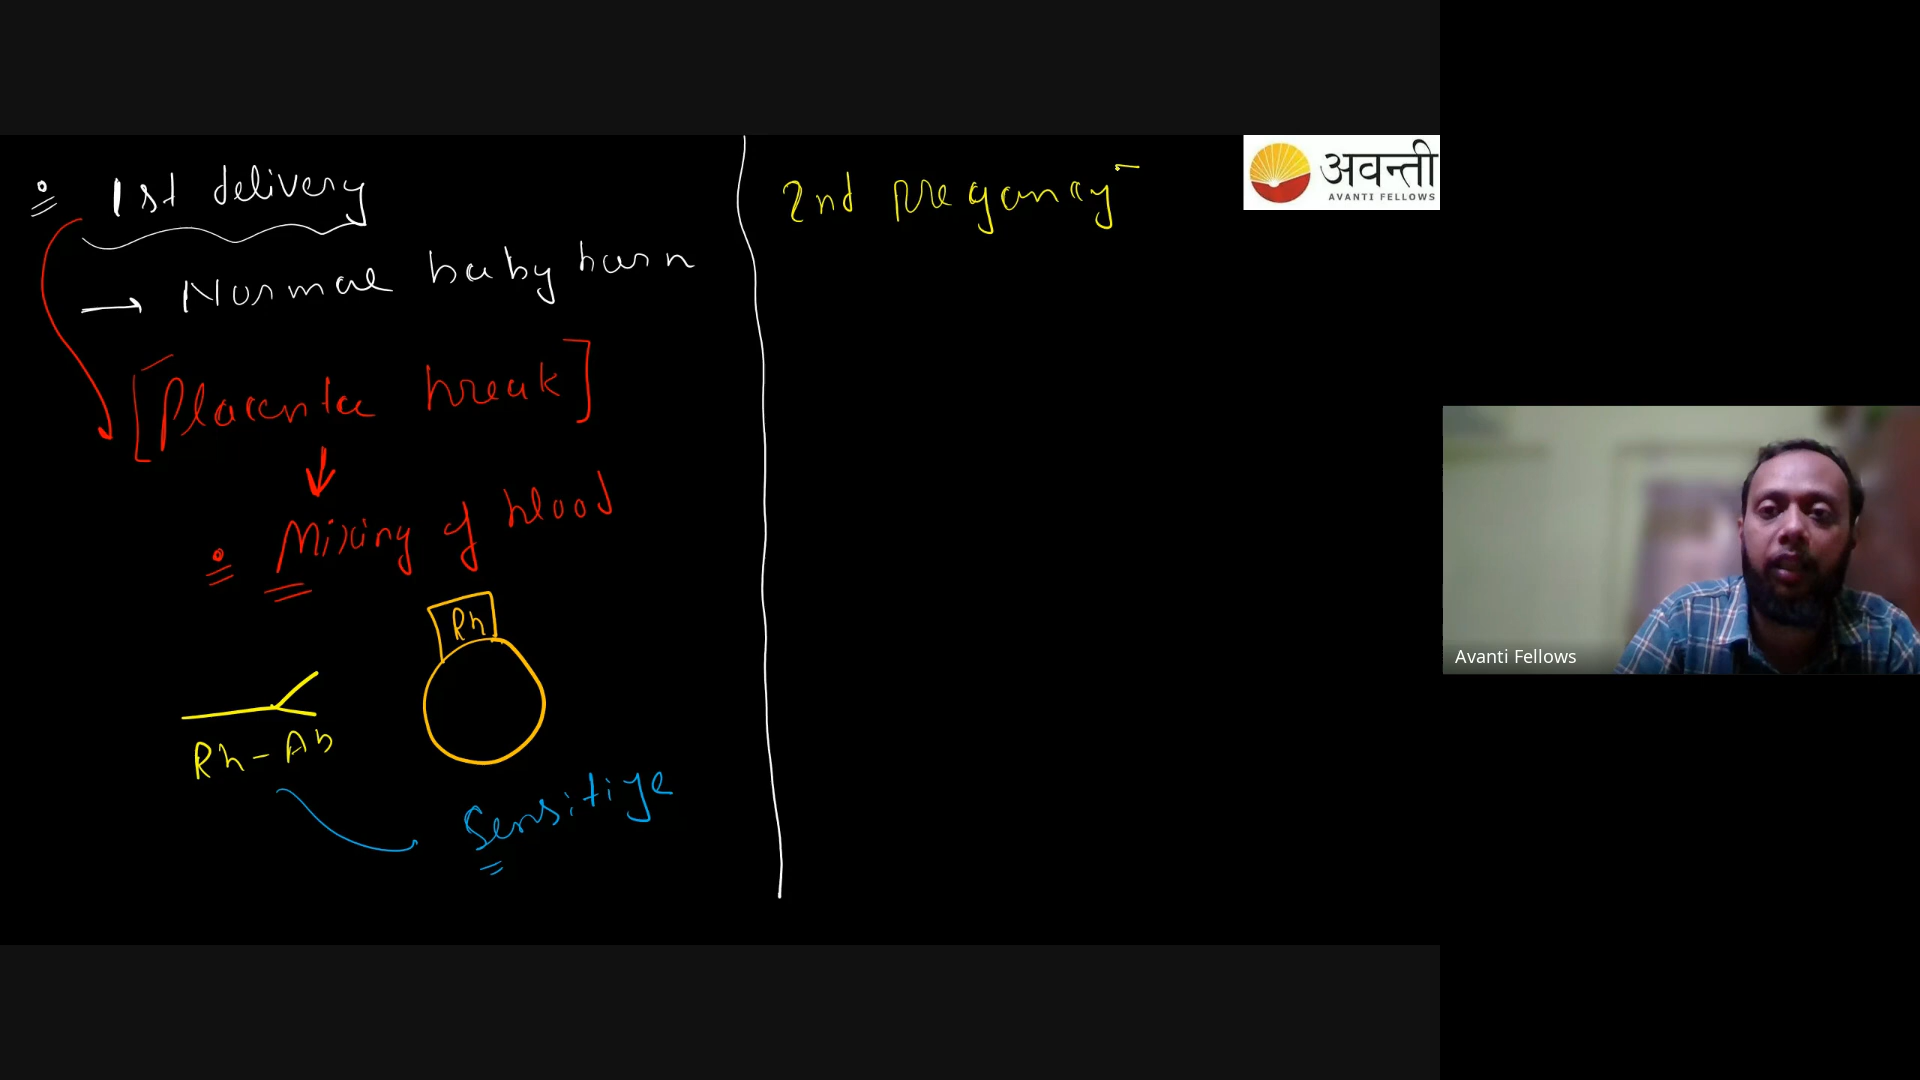 1st delivery
→ Normal baby born
[Placenta break]
↓
Mixing of blood
Rh
Rh-Ab
Sensitize
2nd pregancy
अवन्ती
AVANTI FELLOWS
Avanti Fellows